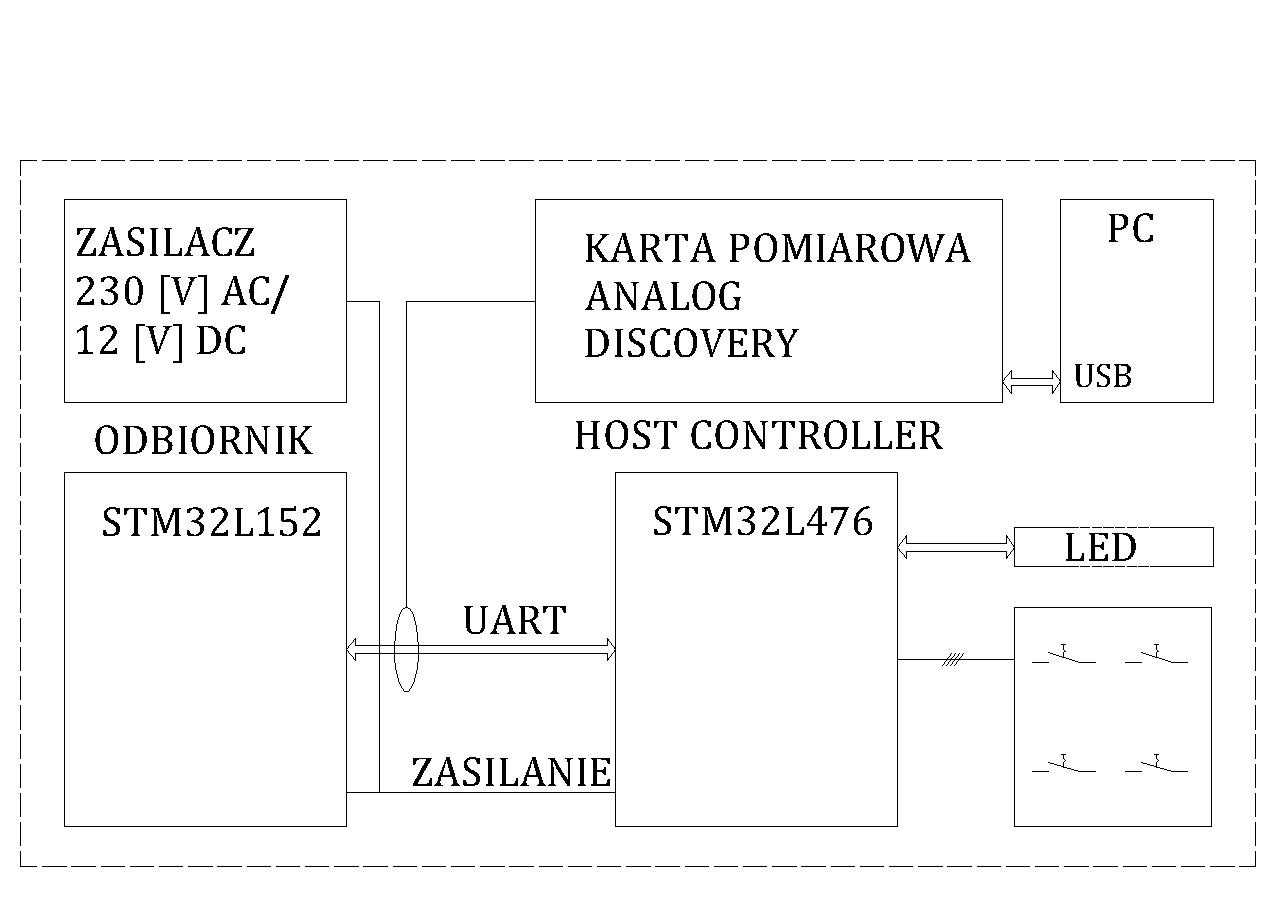 ZASILACZ
230 [V] AC/
12 [V] DC
KARTA POMIAROWA
ANALOG
DISCOVERY
PC
USB
ODBIORNIK
HOST CONTROLLER
STM32L152
STM32L476
LED
UART
ZASILANIE